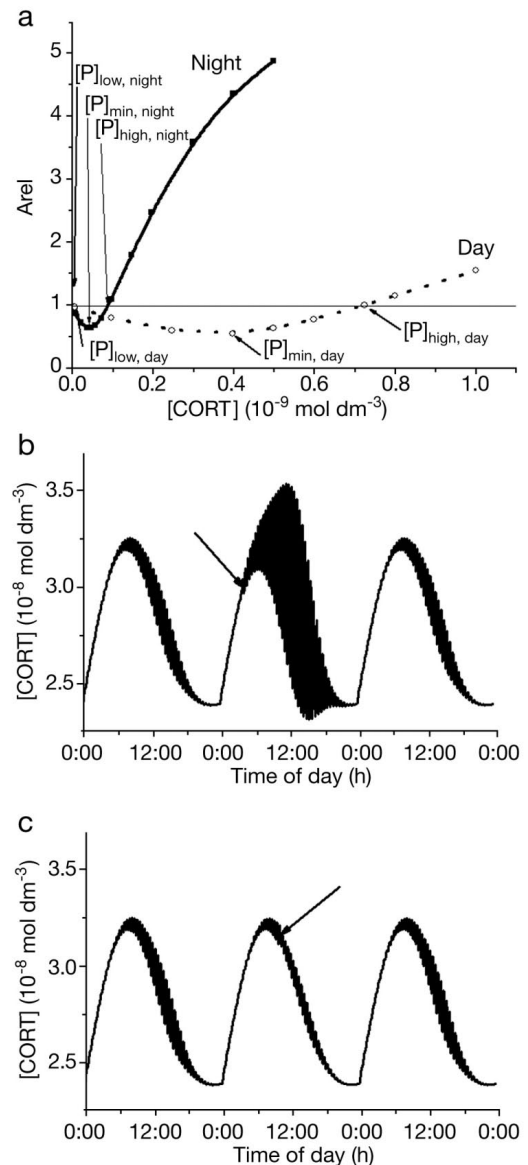 a
5
4
3
2
1
0
Arel
[P]low, night
[P]min, night
[P]high, night
Night
Day
[P]low, day
[P]min, day
[P]high, day
0.0 0.2 0.4 0.6 0.8 1.0
[CORT] (10⁻⁹ mol dm⁻³)
b
3.5
3.0
2.5
[CORT] (10⁻⁸ mol dm⁻³)
0:00 12:00 0:00 12:00 0:00 12:00 0:00
Time of day (h)
c
3.5
3.0
2.5
[CORT] (10⁻⁸ mol dm⁻³)
0:00 12:00 0:00 12:00 0:00 12:00 0:00
Time of day (h)